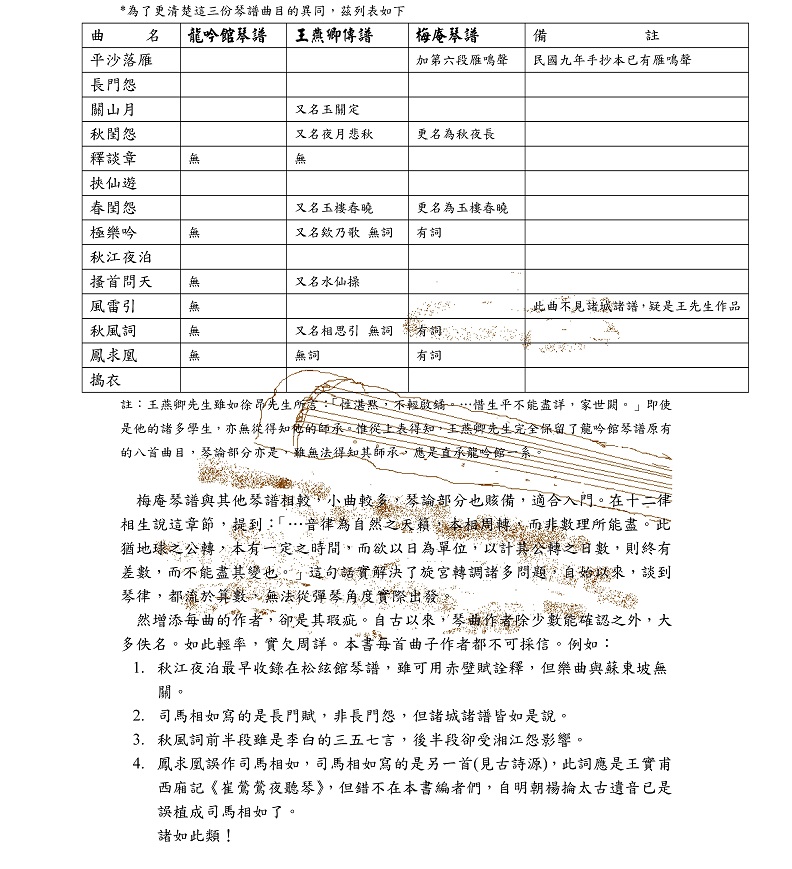 *為了更清楚這三份琴譜曲目的異同，茲列表如下
曲 名 龍吟館琴譜 王燕卿傳譜 梅庵琴譜 備 註
平沙落雁 加第六段雁鳴聲 民國九年手抄本已有雁鳴聲
長門怨
關山月 又名玉關定
秋閨怨 又名夜月悲秋 更名為秋夜長
釋談章 無 無
挾仙遊
春閨怨 又名玉樓春曉 更名為玉樓春曉
極樂吟 無 又名欸乃歌 無詞 有詞
秋江夜泊
搔首問天 無 又名水仙操
風雷引 無 此曲不見諸城諸譜，疑是王先生作品
秋風詞 無 又名相思引 無詞 有詞
鳳求凰 無 無詞 有詞
搗衣
註：王燕卿先生雖如徐昂先生所言：「性湛默，不輕啟鐍。…惜生平不能盡詳，家世闕。」即使
是他的諸多學生，亦無從得知他的師承。惟從上表得知，王燕卿先生完全保留了龍吟館琴譜原有
的八首曲目，琴論部分亦是，雖無法得知其師承，應是直承龍吟館一系。
梅庵琴譜與其他琴譜相較，小曲較多，琴論部分也賅備，適合入門。在十二律
相生說這章節，提到：「…音律為自然之天籟，本相周轉，而非數理所能盡。此
猶地球之公轉，本有一定之時間，而欲以日為單位，以計其公轉之日數，則終有
差數，而不能盡其變也。」這句話實解決了旋宮轉調諸多問題，自始以來，談到
琴律，都流於算數，無法從彈琴角度實際出發。
然增添每曲的作者，卻是其瑕疵。自古以來，琴曲作者除少數能確認之外，大
多佚名。如此輕率，實欠周詳。本書每首曲子作者都不可採信。例如：
1. 秋江夜泊最早收錄在松絃館琴譜，雖可用赤壁賦詮釋，但樂曲與蘇東坡無
關。
2. 司馬相如寫的是長門賦，非長門怨，但諸城諸譜皆如是說。
3. 秋風詞前半段雖是李白的三五七言，後半段卻受湘江怨影響。
4. 鳳求凰誤作司馬相如，司馬相如寫的是另一首(見古詩源)，此詞應是王實甫
西廂記《崔鶯鶯夜聽琴》，但錯不在本書編者們，自明朝楊掄太古遺音已是
誤植成司馬相如了。
諸如此類！